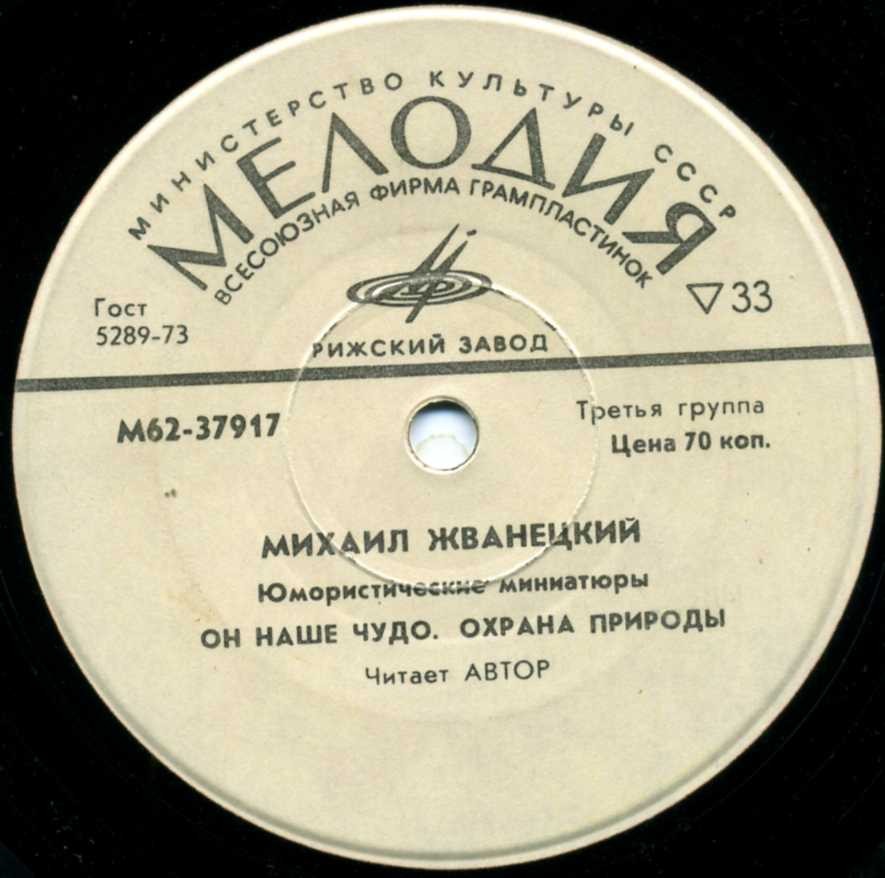 МИНИСТЕРСТВО КУЛЬТУРЫ СССР
МЕЛОДИЯ
ВСЕСОЮЗНАЯ ФИРМА ГРАМПЛАСТИНОК
Гост
5289-73
▽33
РИЖСКИЙ ЗАВОД
М62-37917
Третья группа
Цена 70 коп.
МИХАИЛ ЖВАНЕЦКИЙ
Юмористические миниатюры
ОН НАШЕ ЧУДО. ОХРАНА ПРИРОДЫ
Читает АВТОР